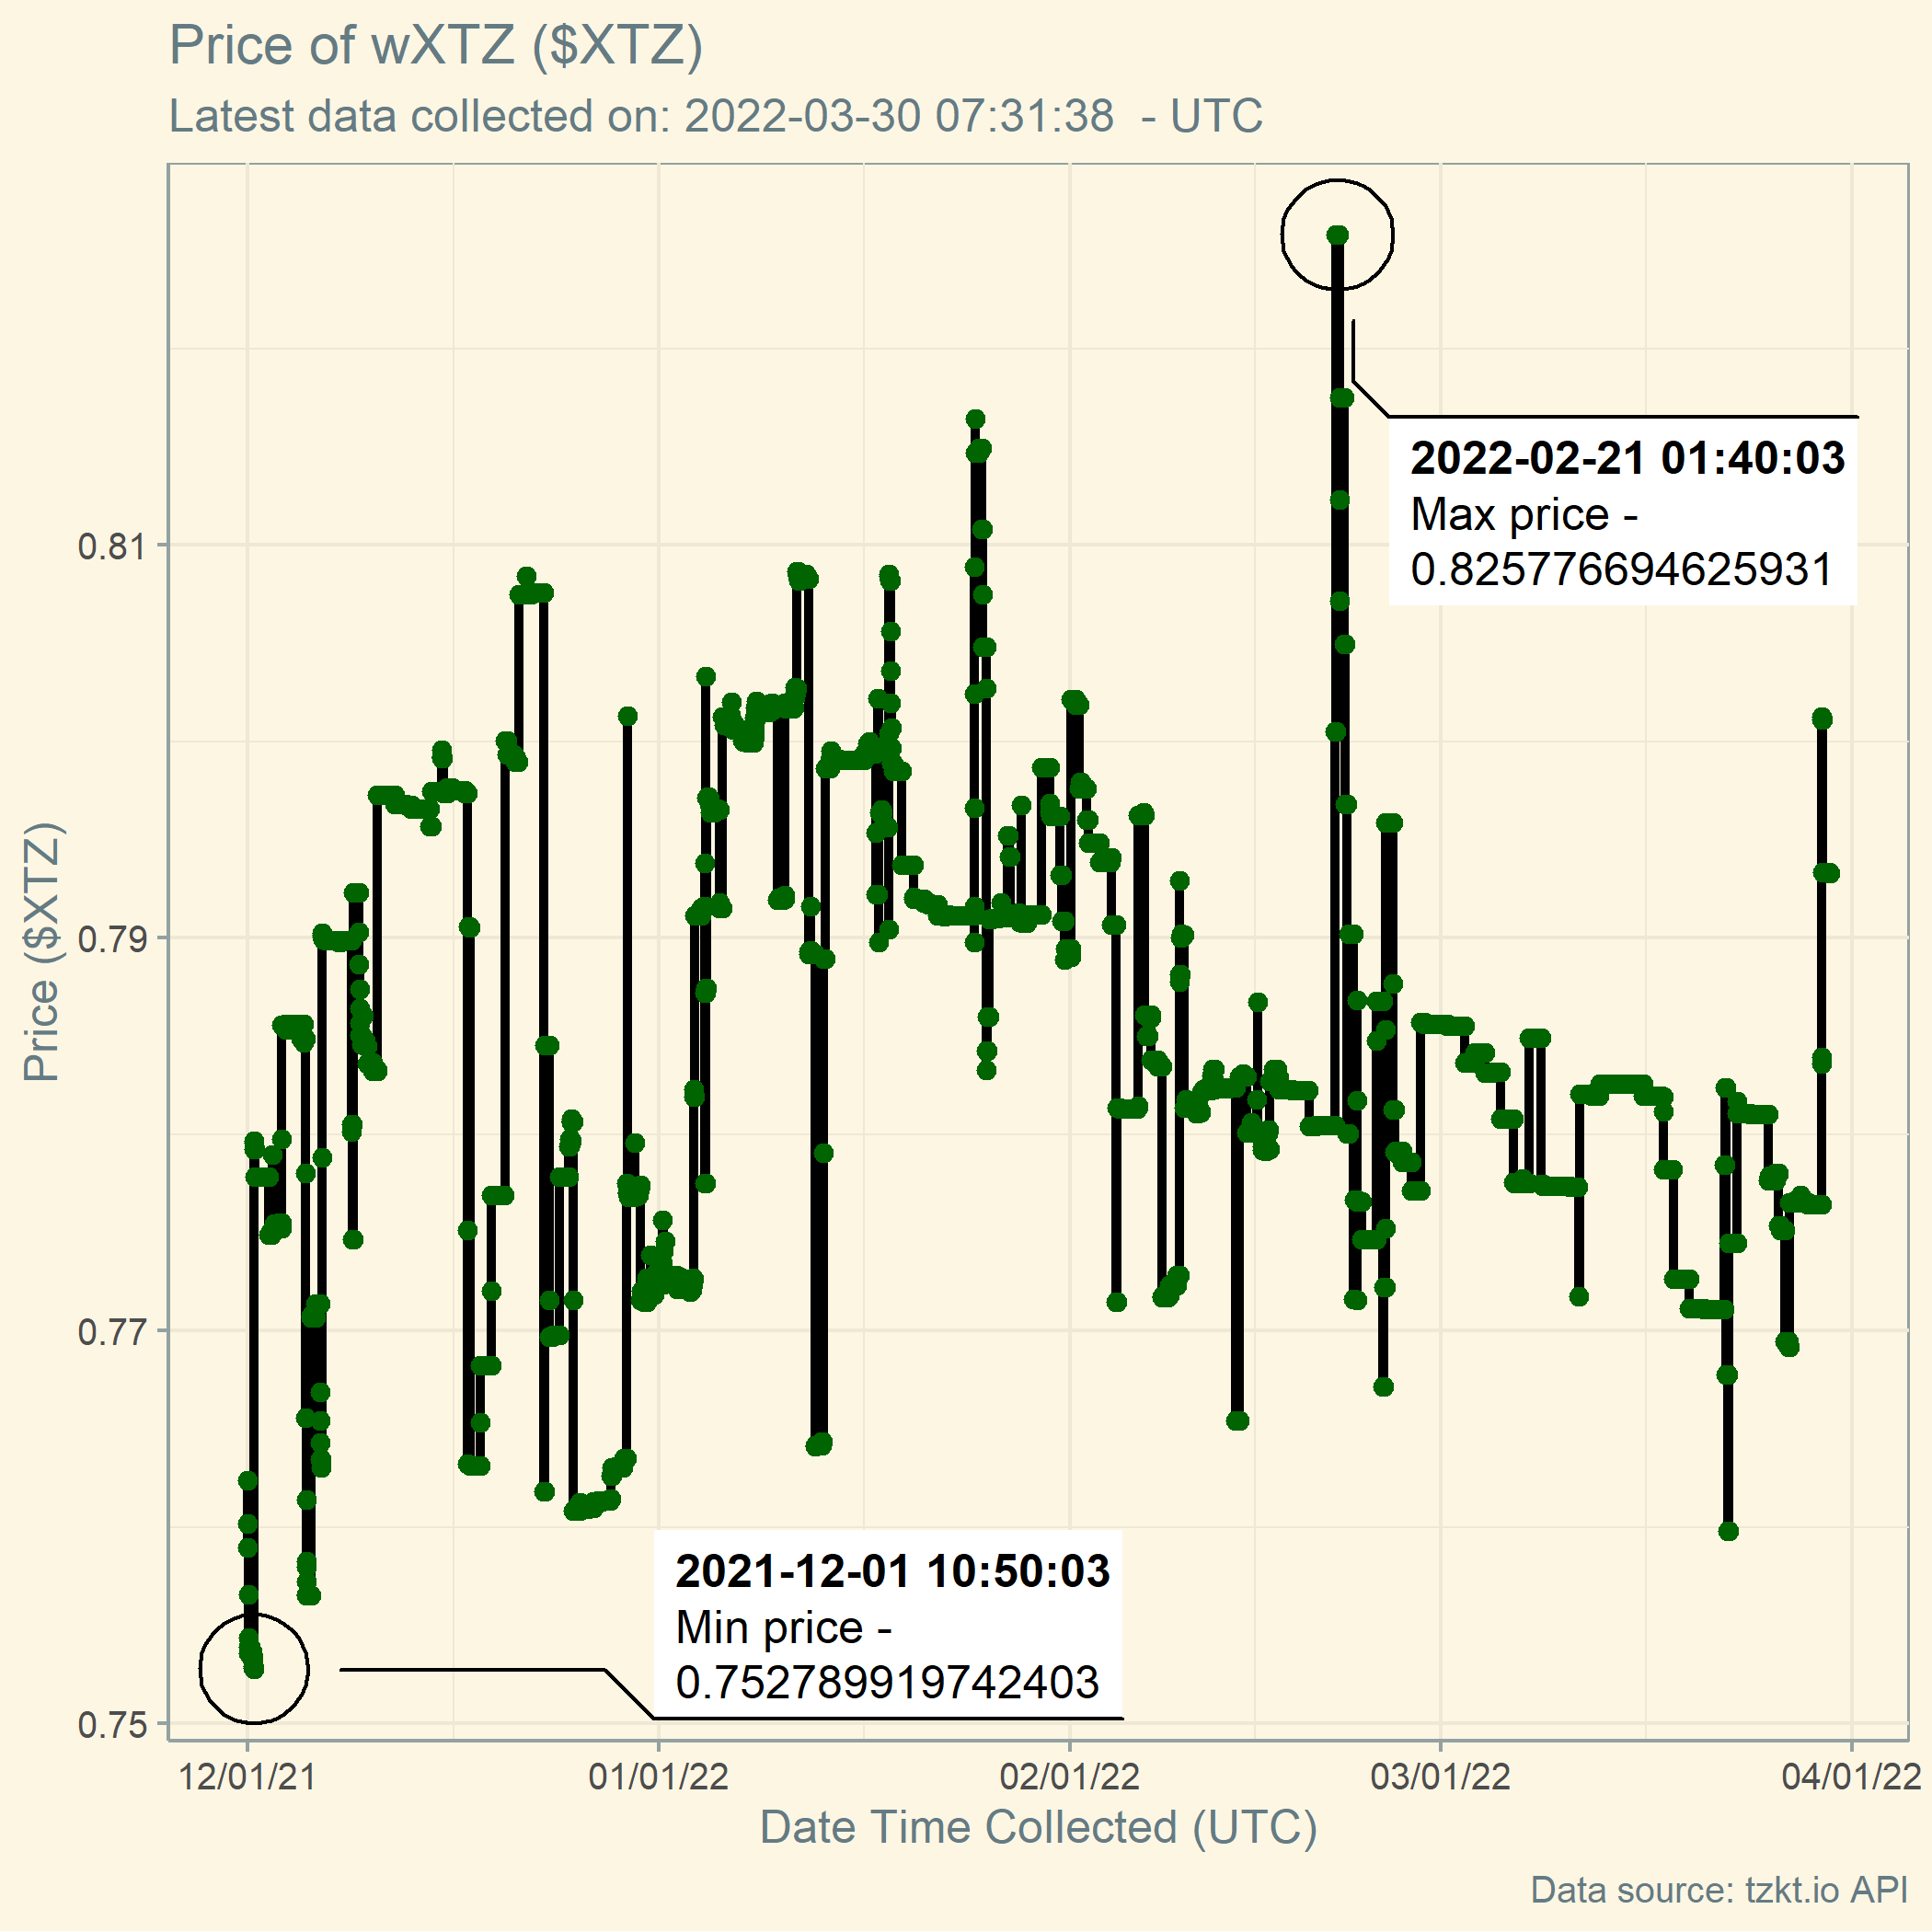 Price of wXTZ ($XTZ)
Latest data collected on: 2022-03-30 07:31:38  - UTC
2022-02-21 01:40:03
Max price -
0.825776694625931
0.81
0.79
0.77
0.75
Price ($XTZ)
2021-12-01 10:50:03
Min price -
0.752789919742403
12/01/21
01/01/22
02/01/22
03/01/22
04/01/22
Date Time Collected (UTC)
Data source: tzkt.io API